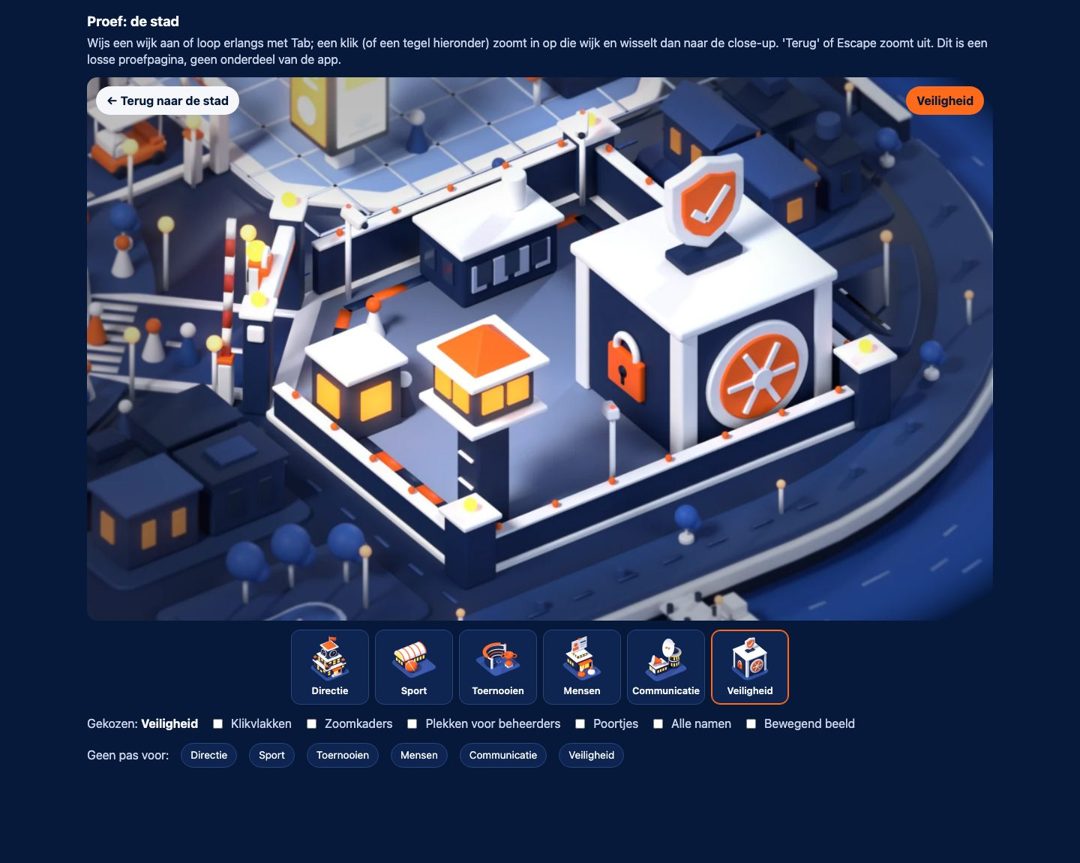 Proef: de stad
Wijs een wijk aan of loop erlangs met Tab; een klik (of een tegel hieronder) zoomt in op die wijk en wisselt dan naar de close-up. 'Terug' of Escape zoomt uit. Dit is een
losse proefpagina, geen onderdeel van de app.
← Terug naar de stad
Veiligheid
Directie
Sport
Toernooien
Mensen
Communicatie
Veiligheid
Gekozen: Veiligheid Klikvlakken Zoomkaders Plekken voor beheerders Poortjes Alle namen Bewegend beeld
Geen pas voor: Directie Sport Toernooien Mensen Communicatie Veiligheid